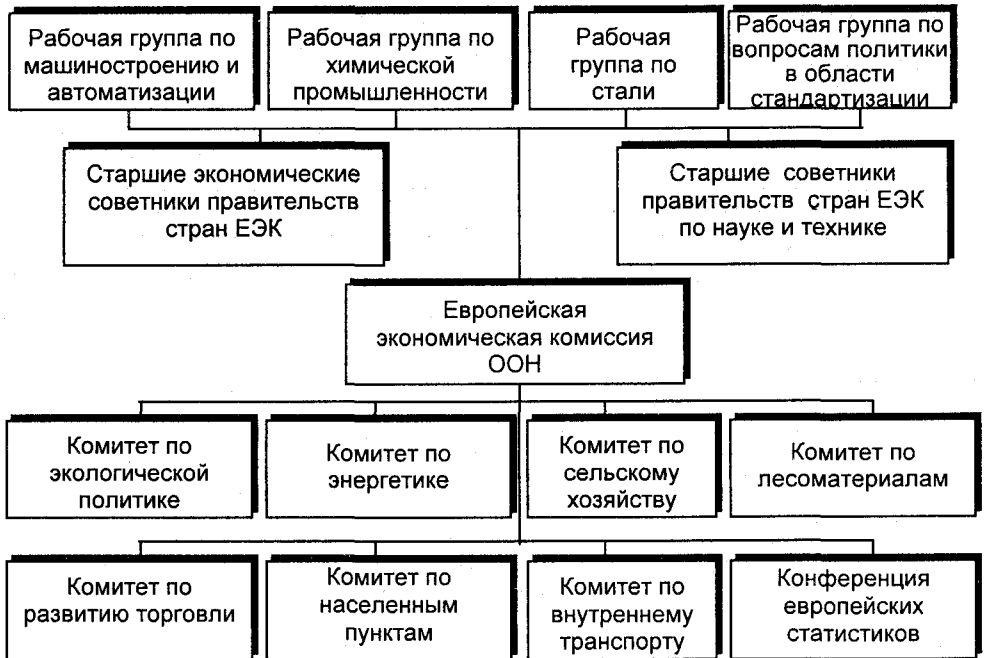 Рабочая группа по
машиностроению и
автоматизации
Рабочая группа по
химической
промышленности
Рабочая
группа по
стали
Рабочая группа по
вопросам политики
в области
стандартизации
Старшие экономические
советники правительств
стран ЕЭК
Старшие советники
правительств стран ЕЭК
по науке и технике
Европейская
экономическая комиссия
ООН
Комитет по
экологической
политике
Комитет по
энергетике
Комитет по
сельскому
хозяйству
Комитет по
лесоматериалам
Комитет по
развитию торговли
Комитет по
населенным
пунктам
Комитет по
внутреннему
транспорту
Конференция
европейских
статистиков